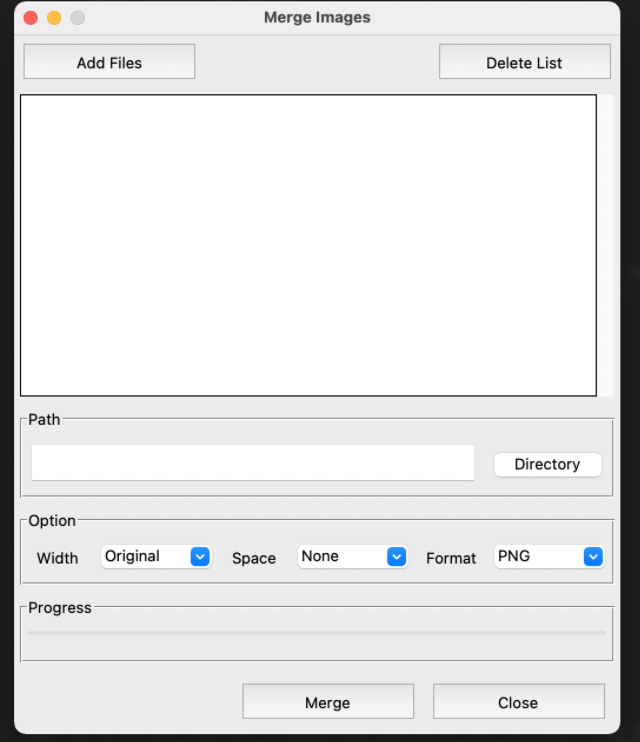 Merge Images
Add Files Delete List
Path
Directory
Option
Width Original Space None Format PNG
Progress
Merge Close